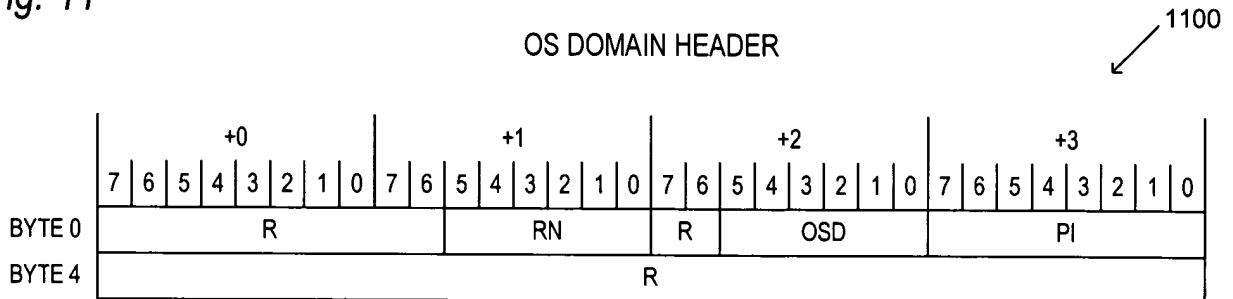 ig. 11
1100
OS DOMAIN HEADER
+0 +1 +2 +3
7 6 5 4 3 2 1 0 7 6 5 4 3 2 1 0 7 6 5 4 3 2 1 0 7 6 5 4 3 2 1 0
BYTE 0 R RN R OSD PI
BYTE 4 R